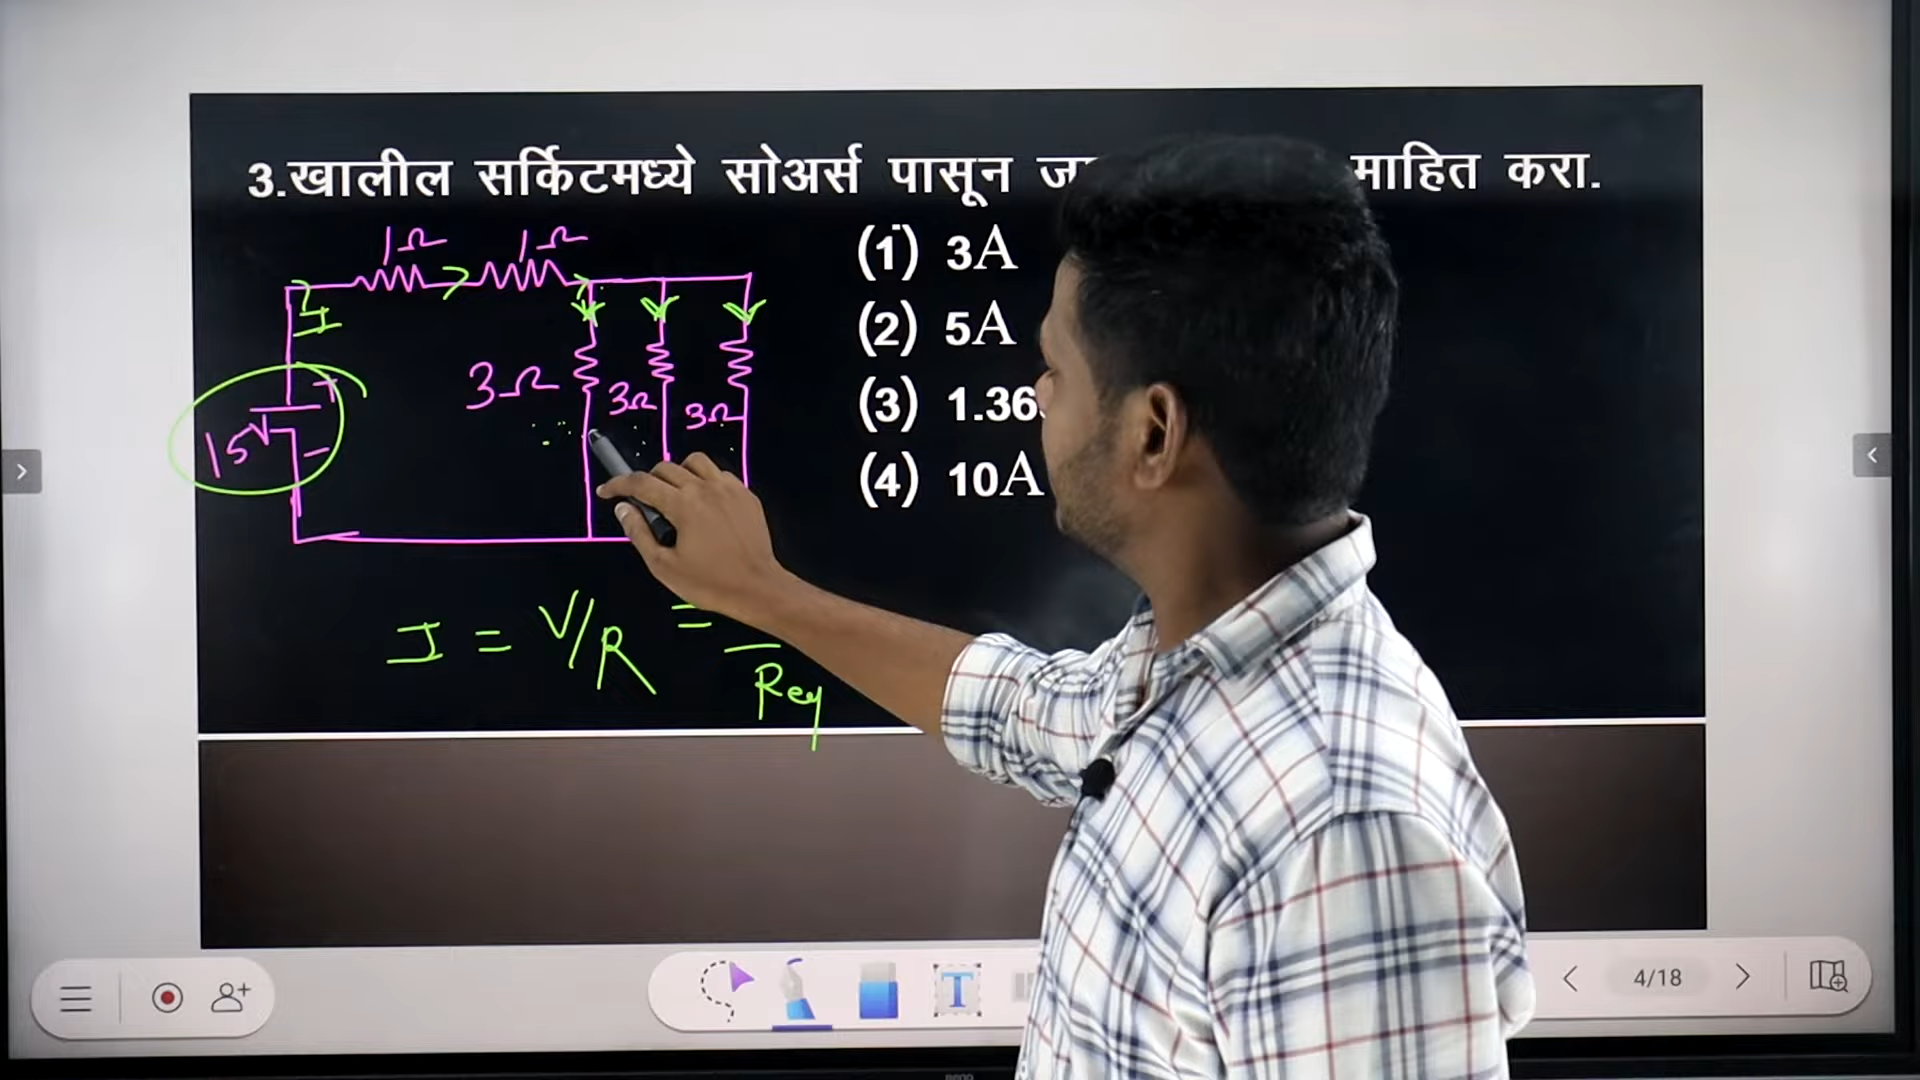 3.खालील सर्किटमध्ये सोअर्स पासून माहित करा.
1Ω 1Ω
(1) 3A
I
(2) 5A
3Ω 3Ω 3Ω
+
(3) 1.36
15V
-
(4) 10A
I = V/R =
Req
4/18